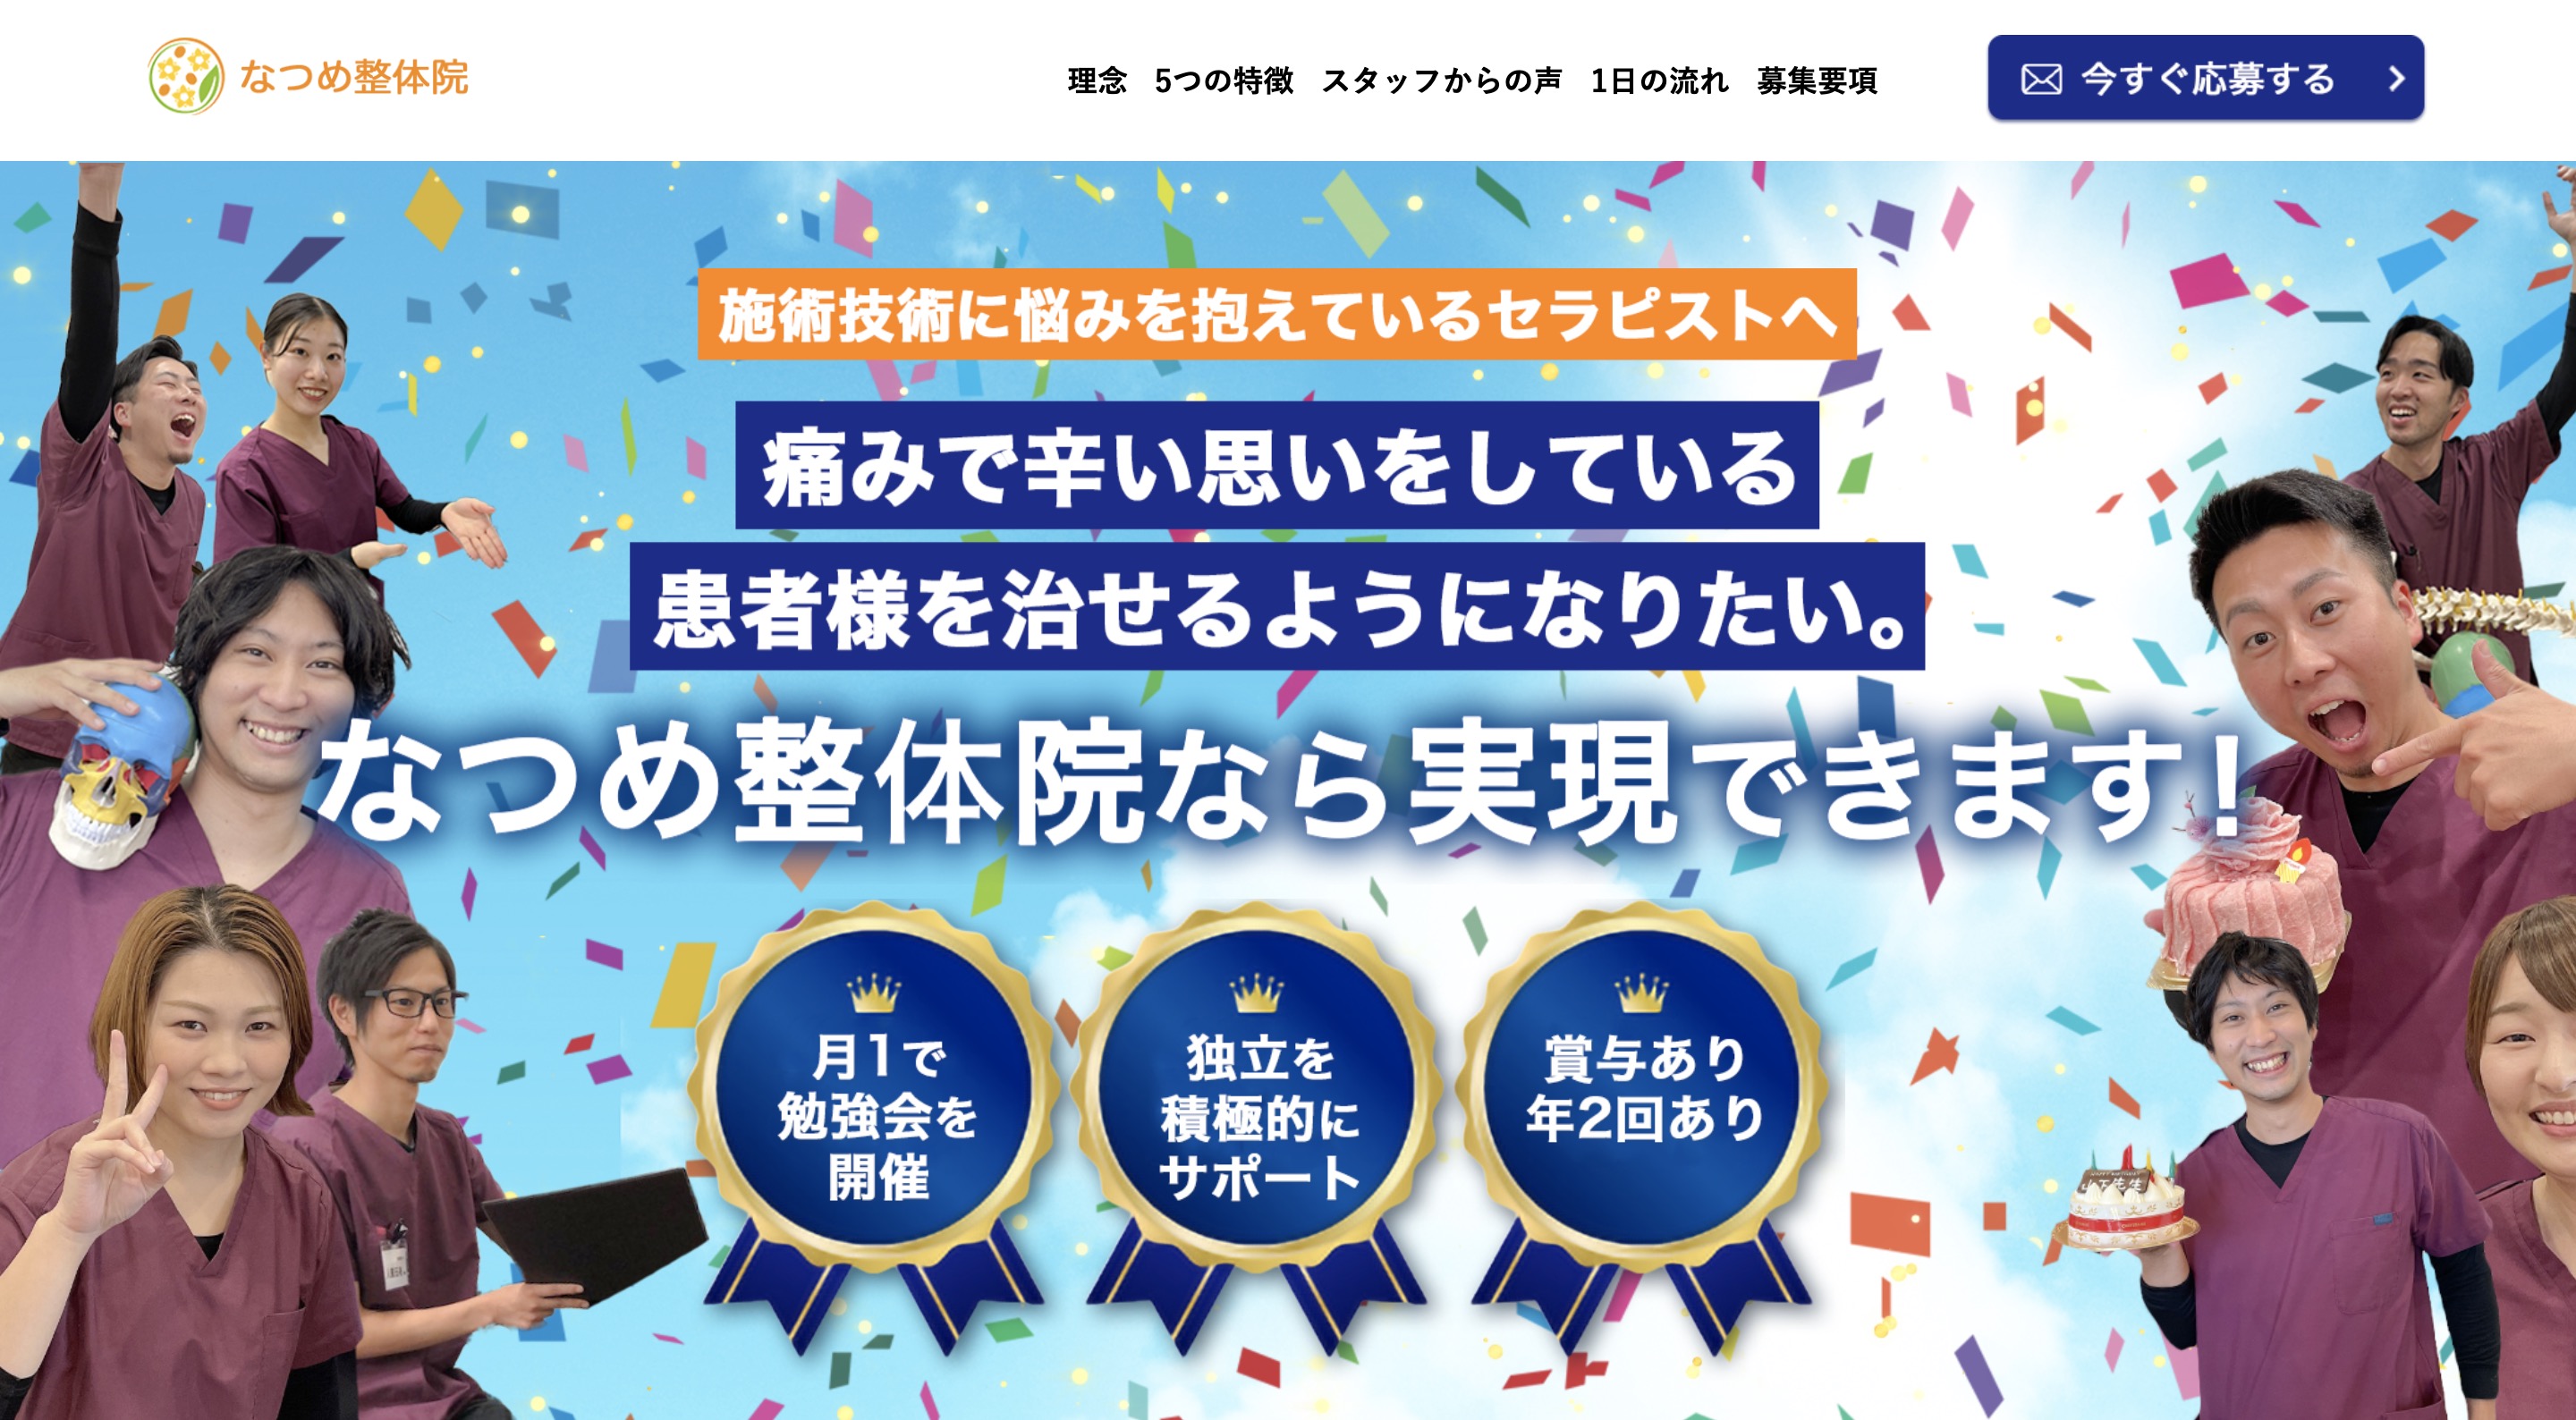 なつめ整体院
理念 5つの特徴 スタッフからの声 1日の流れ 募集要項
今すぐ応募する
施術技術に悩みを抱えているセラピストへ
痛みで辛い思いをしている
患者様を治せるようになりたい。
なつめ整体院なら実現できます!
月1で
勉強会を
開催
独立を
積極的に
サポート
賞与あり
年2回あり
山下先生